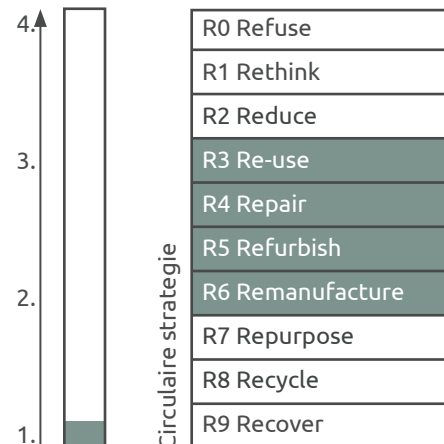 4.
3.
2.
1.
Circulaire strategie
R0 Refuse
R1 Rethink
R2 Reduce
R3 Re-use
R4 Repair
R5 Refurbish
R6 Remanufacture
R7 Repurpose
R8 Recycle
R9 Recover